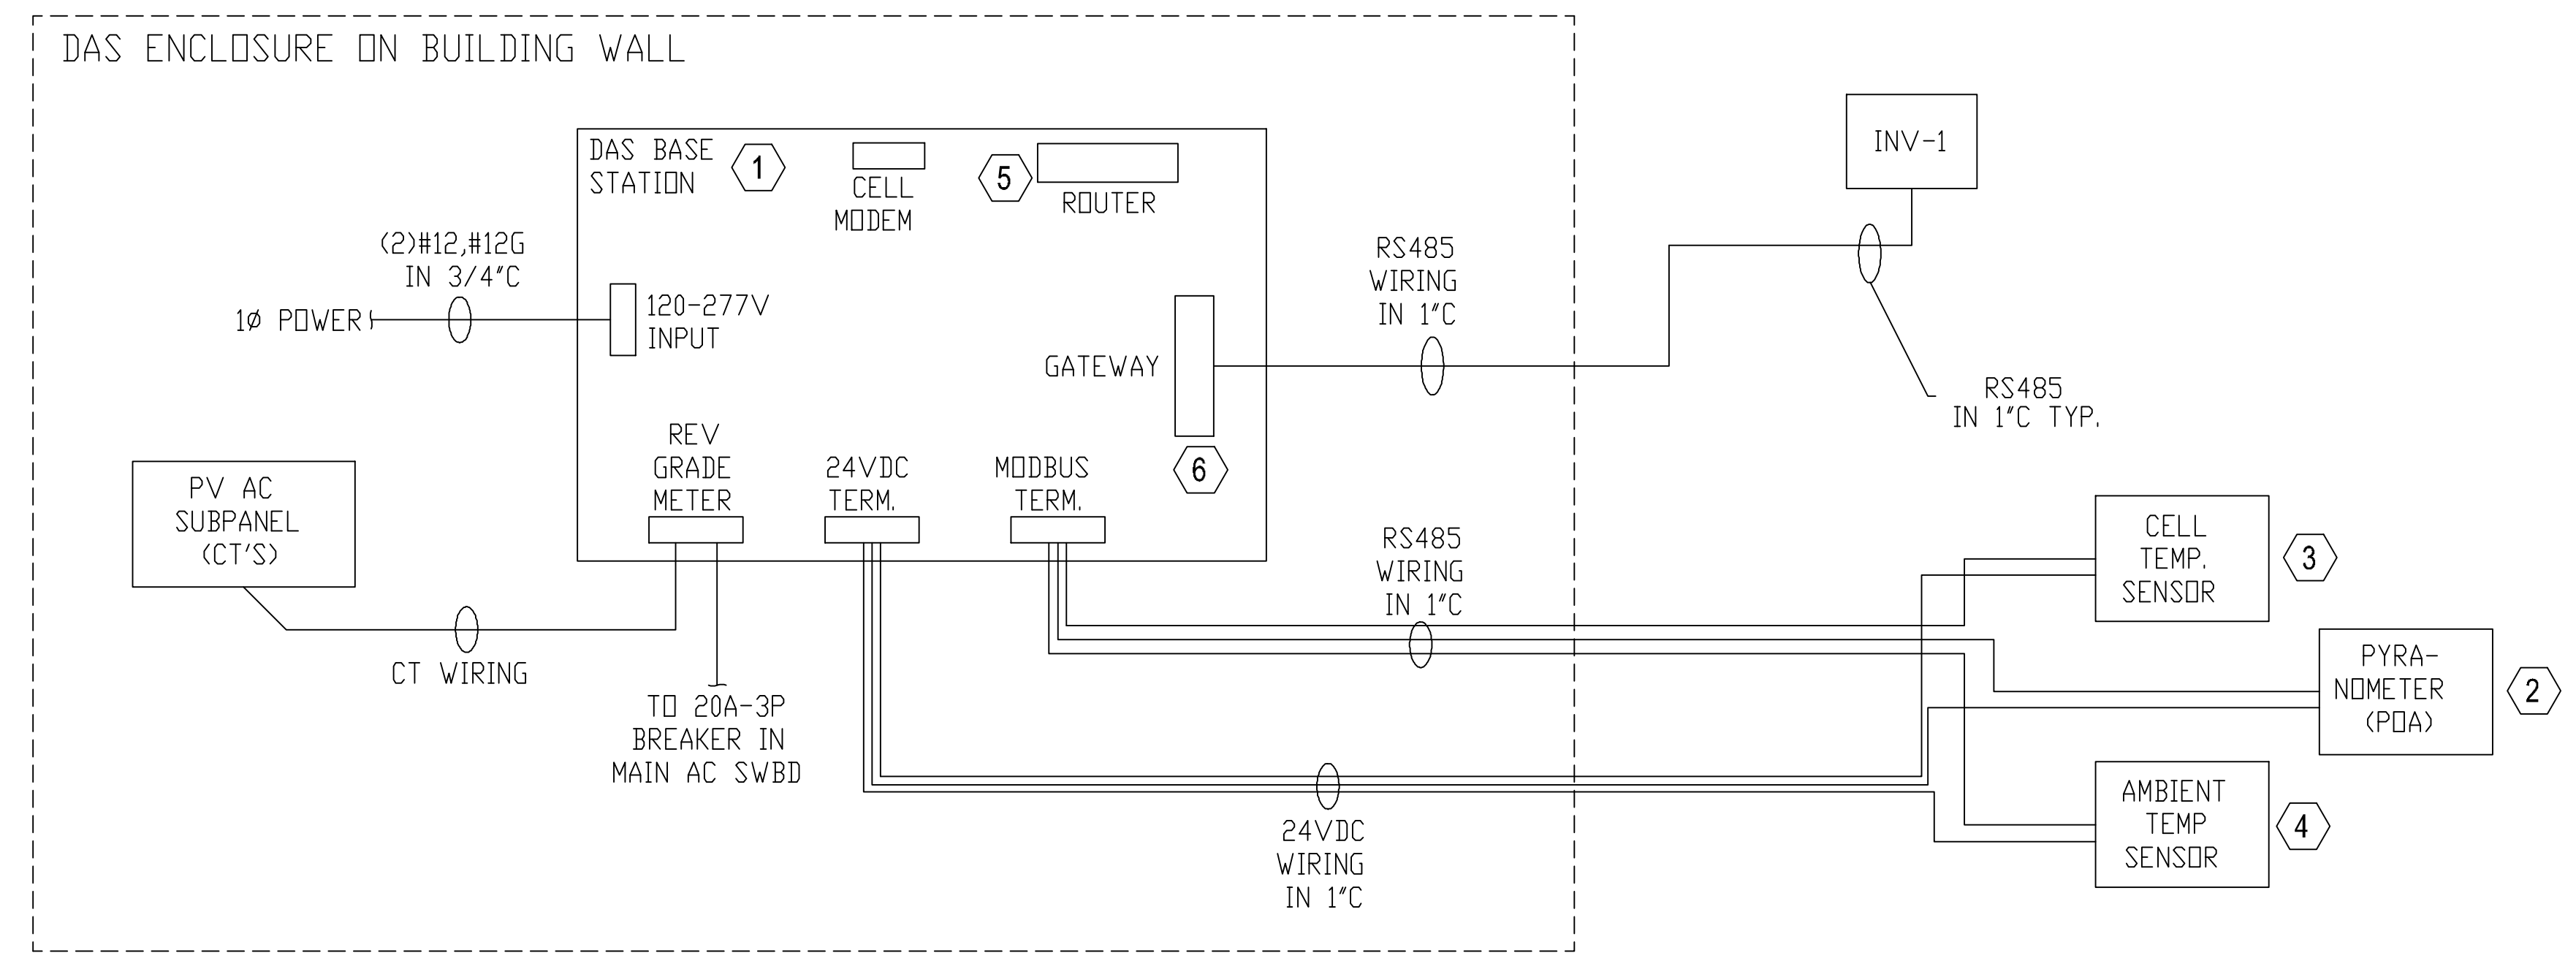 DAS ENCLOSURE ON BUILDING WALL
DAS BASE
STATION
1
CELL
MODEM
5
ROUTER
INV-1
(2)#12,#12G
IN 3/4"C
1ø POWER
120-277V
INPUT
RS485
WIRING
IN 1"C
GATEWAY
6
RS485
IN 1"C TYP.
PV AC
SUBPANEL
(CT'S)
REV
GRADE
METER
24VDC
TERM.
MODBUS
TERM.
RS485
WIRING
IN 1"C
CELL
TEMP.
SENSOR
3
CT WIRING
TO 20A-3P
BREAKER IN
MAIN AC SWBD
PYRA-
NOMETER
(POA)
2
24VDC
WIRING
IN 1"C
AMBIENT
TEMP
SENSOR
4